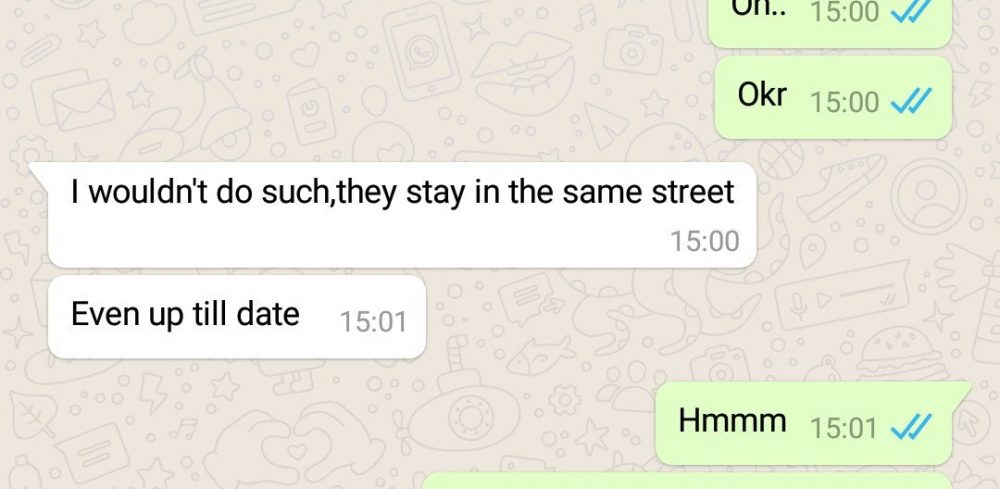 15:00
Okr 15:00
I wouldn't do such,they stay in the same street
15:00
Even up till date 15:01
Hmmm 15:01